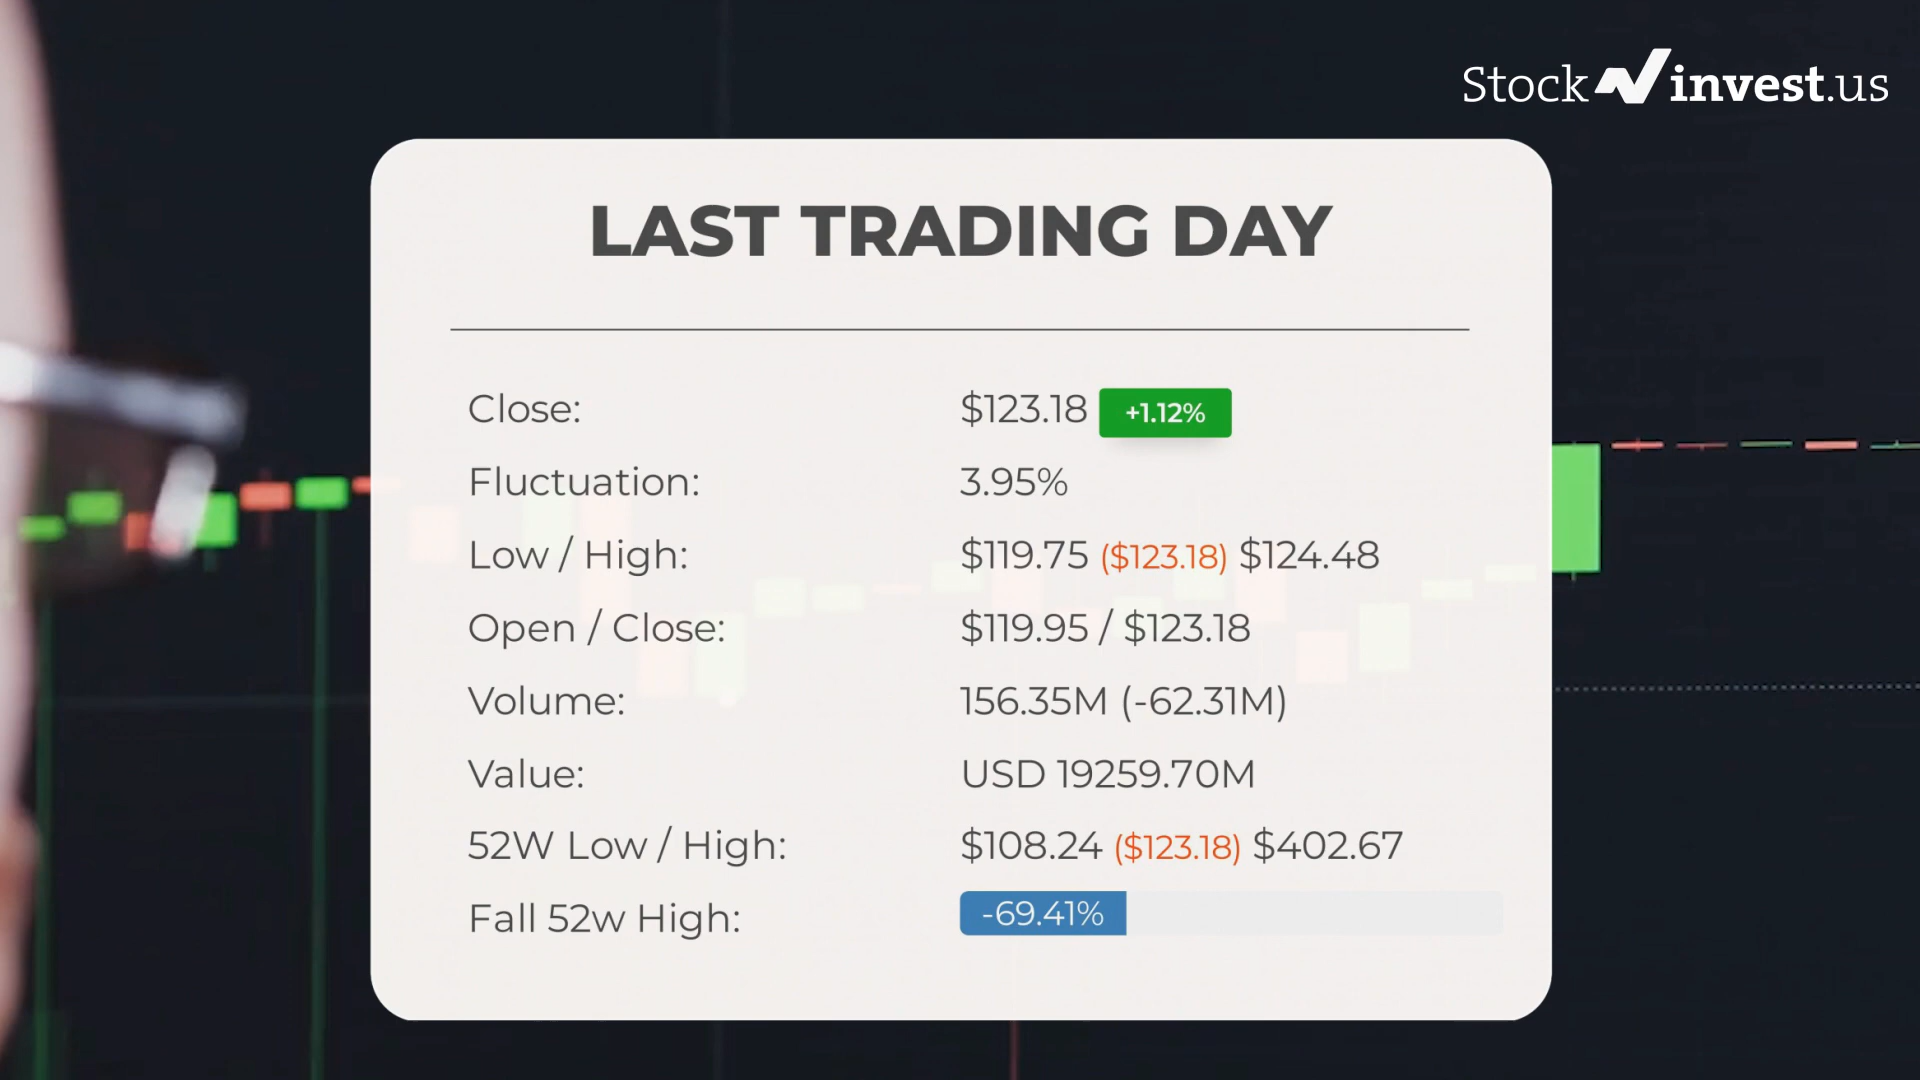 Stock invest.us
LAST TRADING DAY
Close: $123.18 +1.12%
Fluctuation: 3.95%
Low / High: $119.75 ($123.18) $124.48
Open / Close: $119.95 / $123.18
Volume: 156.35M (-62.31M)
Value: USD 19259.70M
52W Low / High: $108.24 ($123.18) $402.67
Fall 52w High: -69.41%